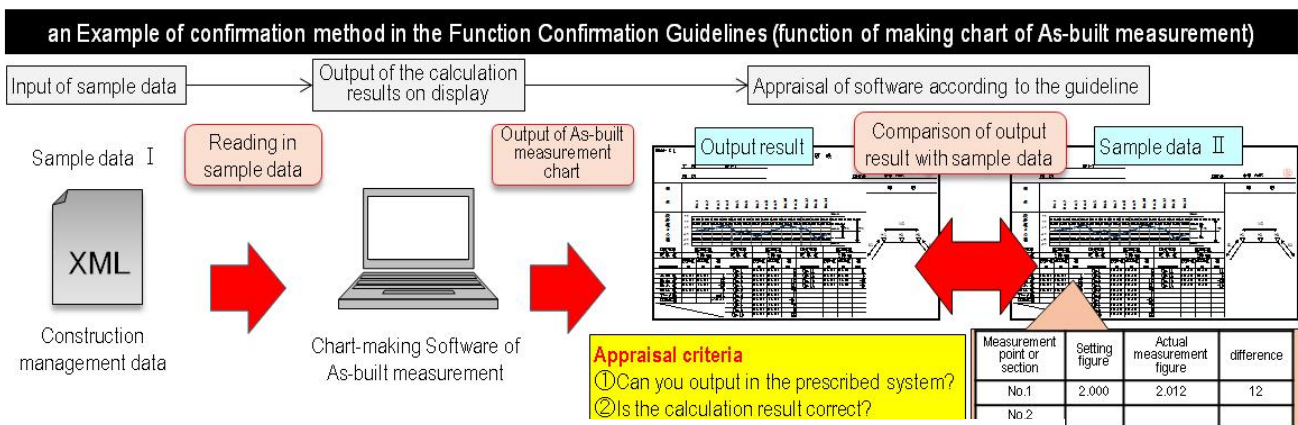 an Example of confirmation method in the Function Confirmation Guidelines (function of making chart of As-built measurement)
Input of sample data
Output of the calculation
results on display
Appraisal of software according to the guideline
Sample data Ⅰ
Reading in
sample data
Output of As-built
measurement
chart
Output result
Comparison of output
result with sample data
Sample data Ⅱ
XML
Construction
management data
Chart-making Software of
As-built measurement
Appraisal criteria
①Can you output in the prescribed system?
②Is the calculation result correct?
Measurement
point or
section
Setting
figure
Actual
measurement
figure
difference
No.1 2.000 2.012 12
No.2